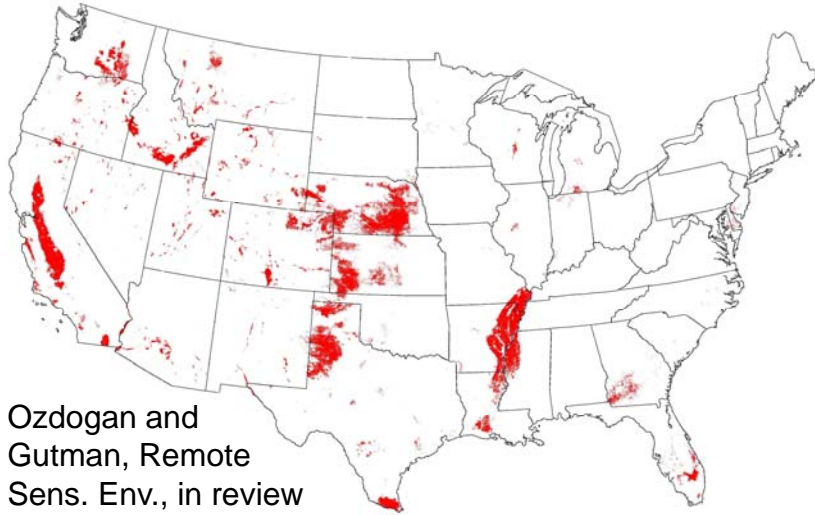 Ozdogan and
Gutman, Remote
Sens. Env., in review